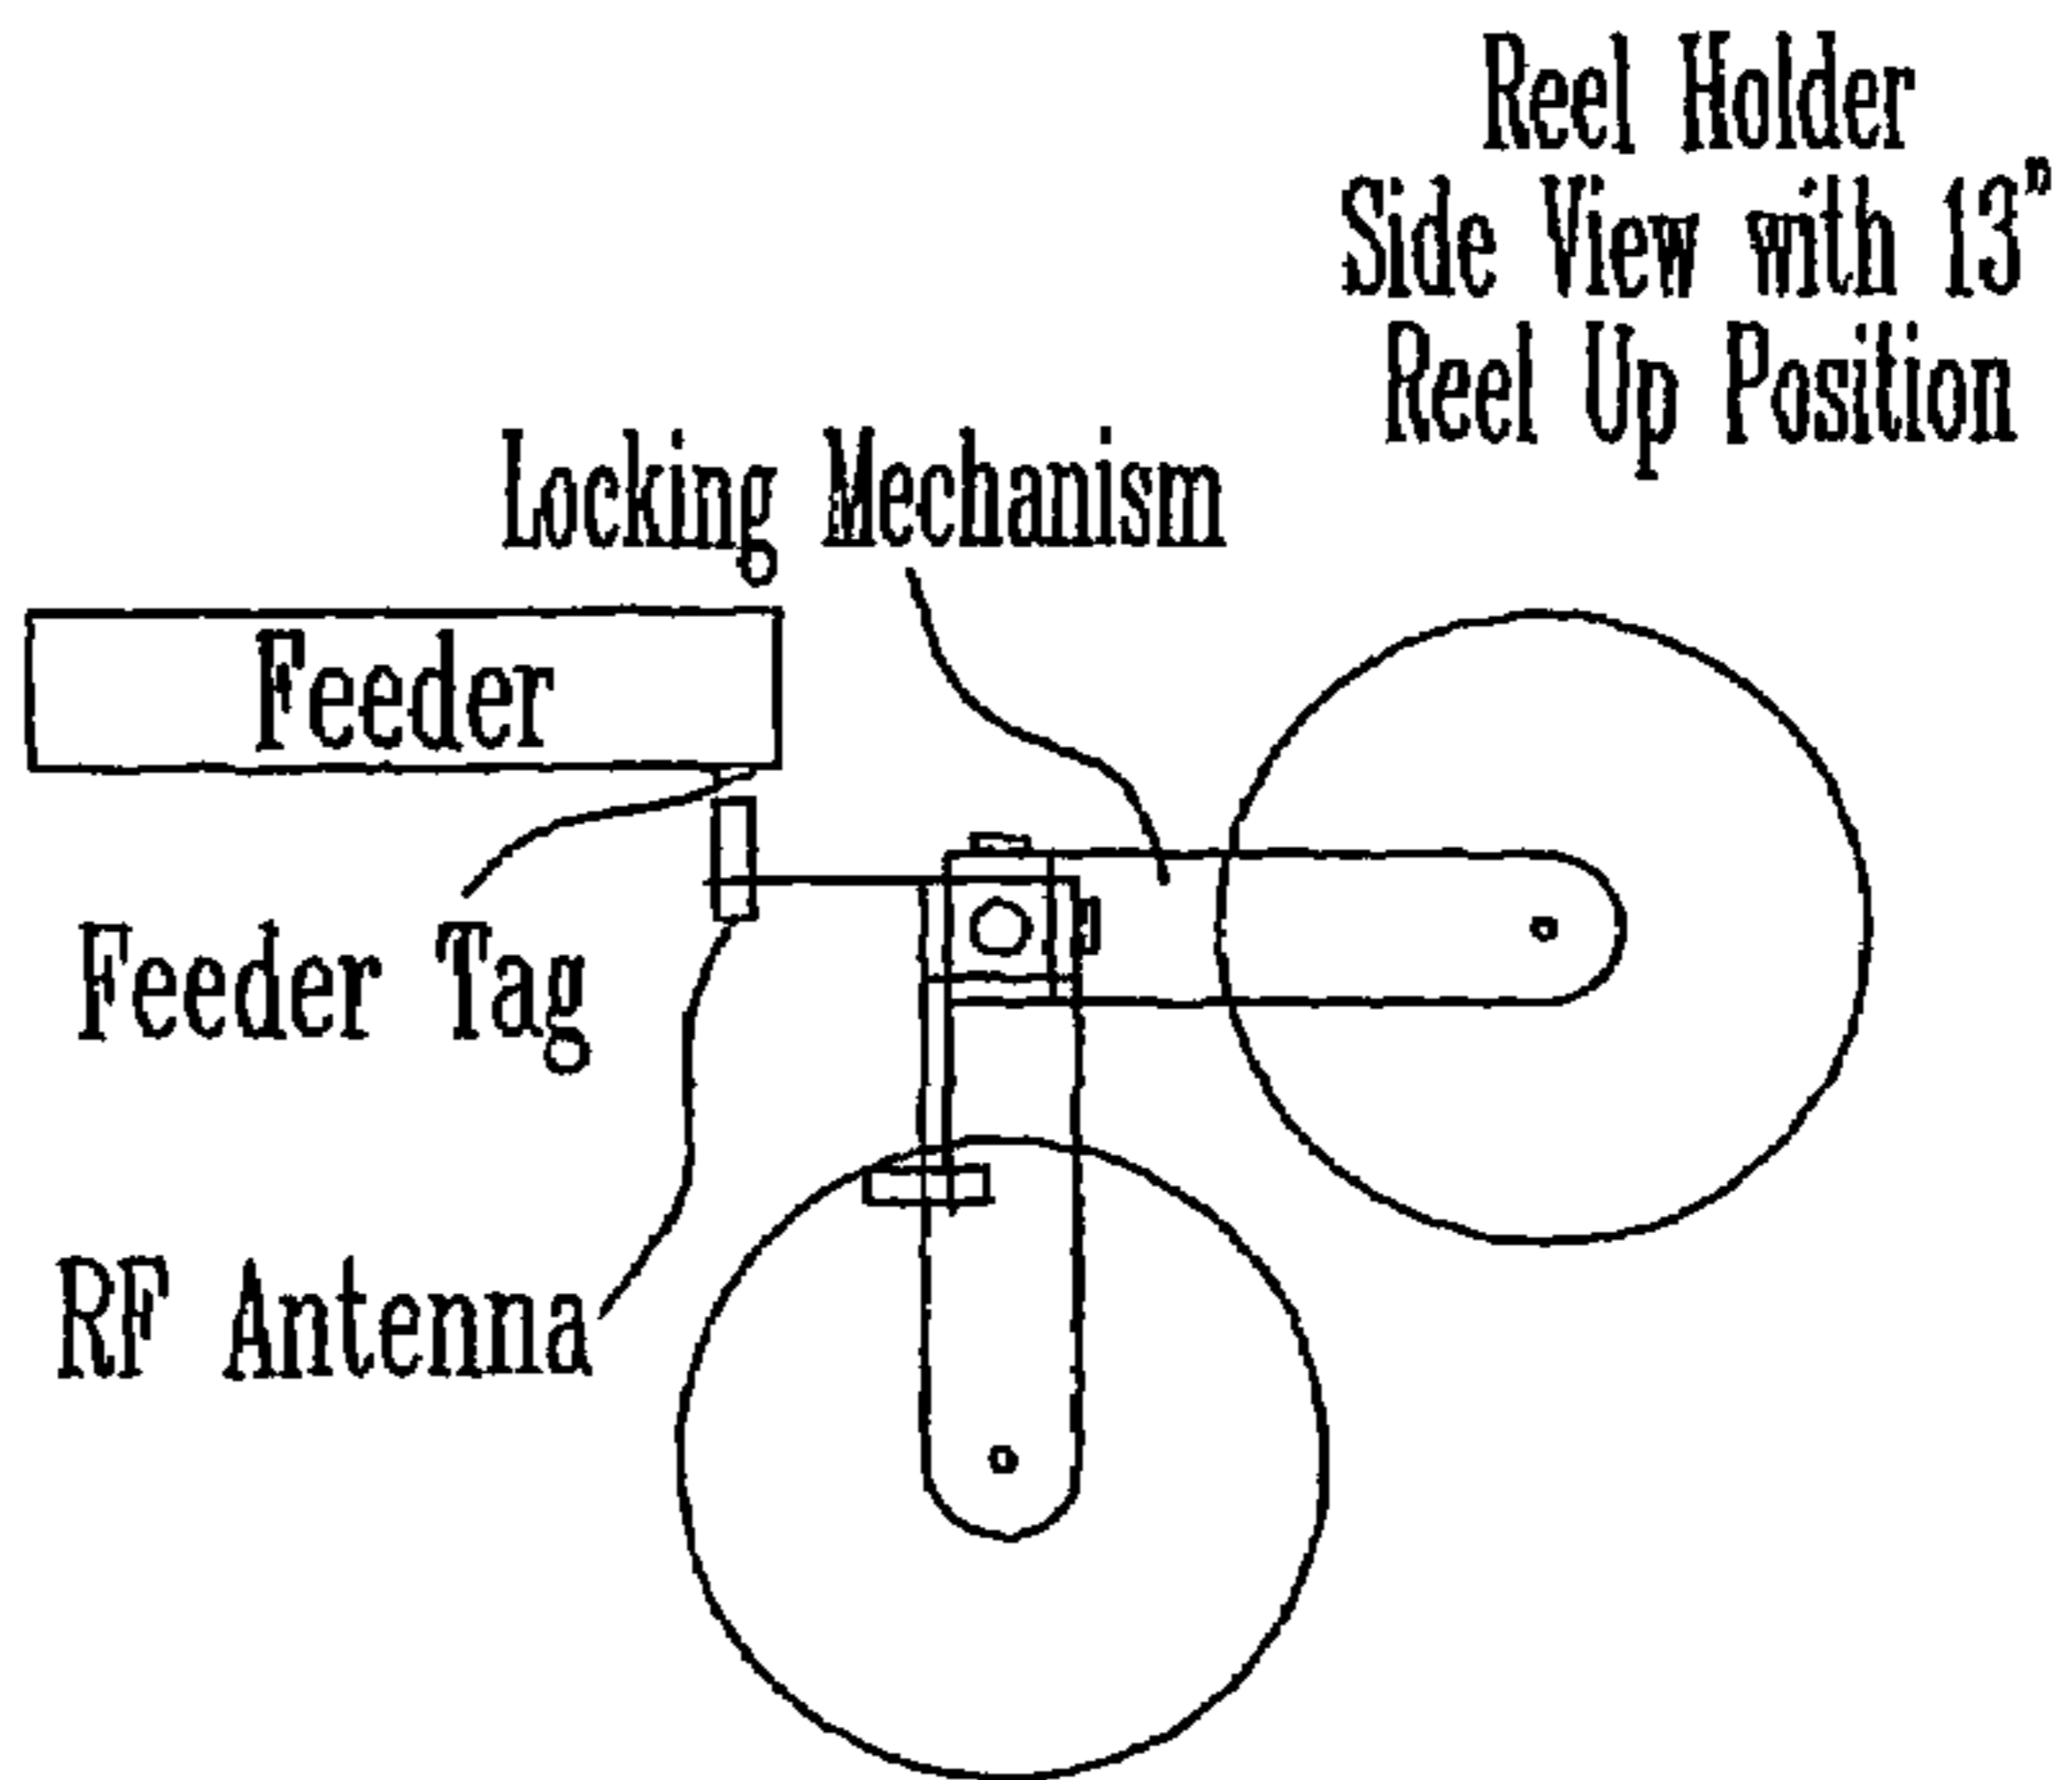 Reel Holder
Side View with 13"
Reel Up Position
Locking Mechanism
Feeder
Feeder Tag
RF Antenna